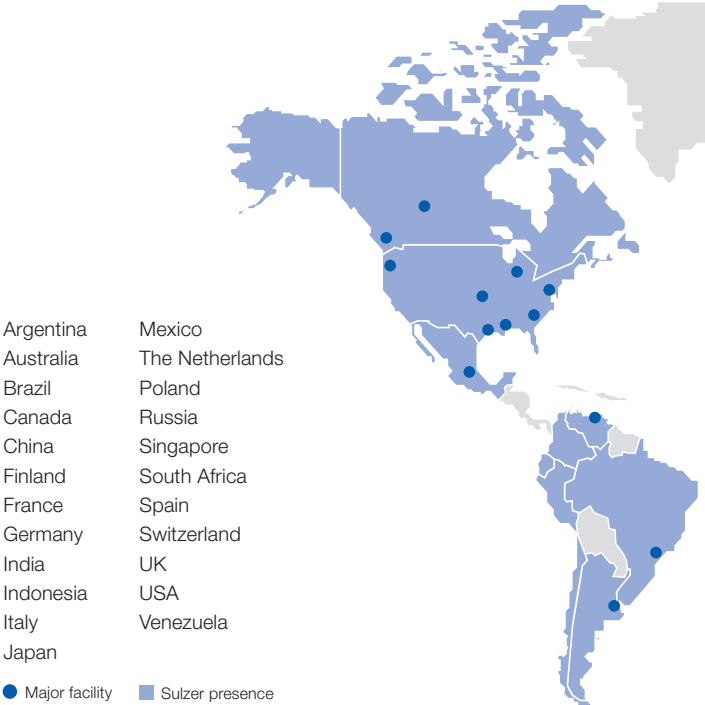 Argentina
Australia
Brazil
Canada
China
Finland
France
Germany
India
Indonesia
Italy
Japan
Mexico
The Netherlands
Poland
Russia
Singapore
South Africa
Spain
Switzerland
UK
USA
Venezuela
Major facility
Sulzer presence